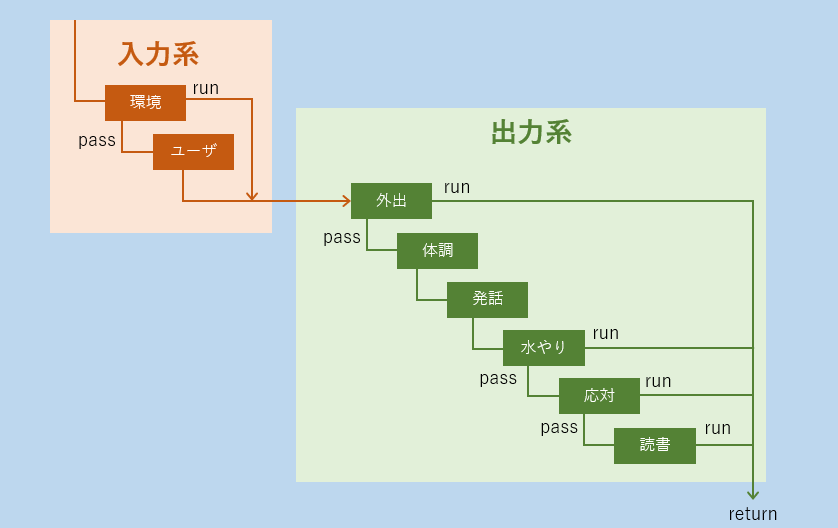 入力系
環境
run
pass
ユーザ
出力系
外出
run
pass
体調
発話
水やり
run
pass
応対
run
pass
読書
run
return